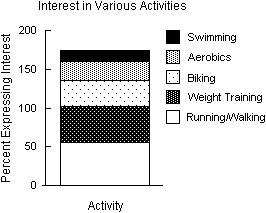 Interest in Various Activities
Percent Expressing Interest
200
150
100
50
0
Activity
Swimming
Aerobics
Biking
Weight Training
Running/Walking